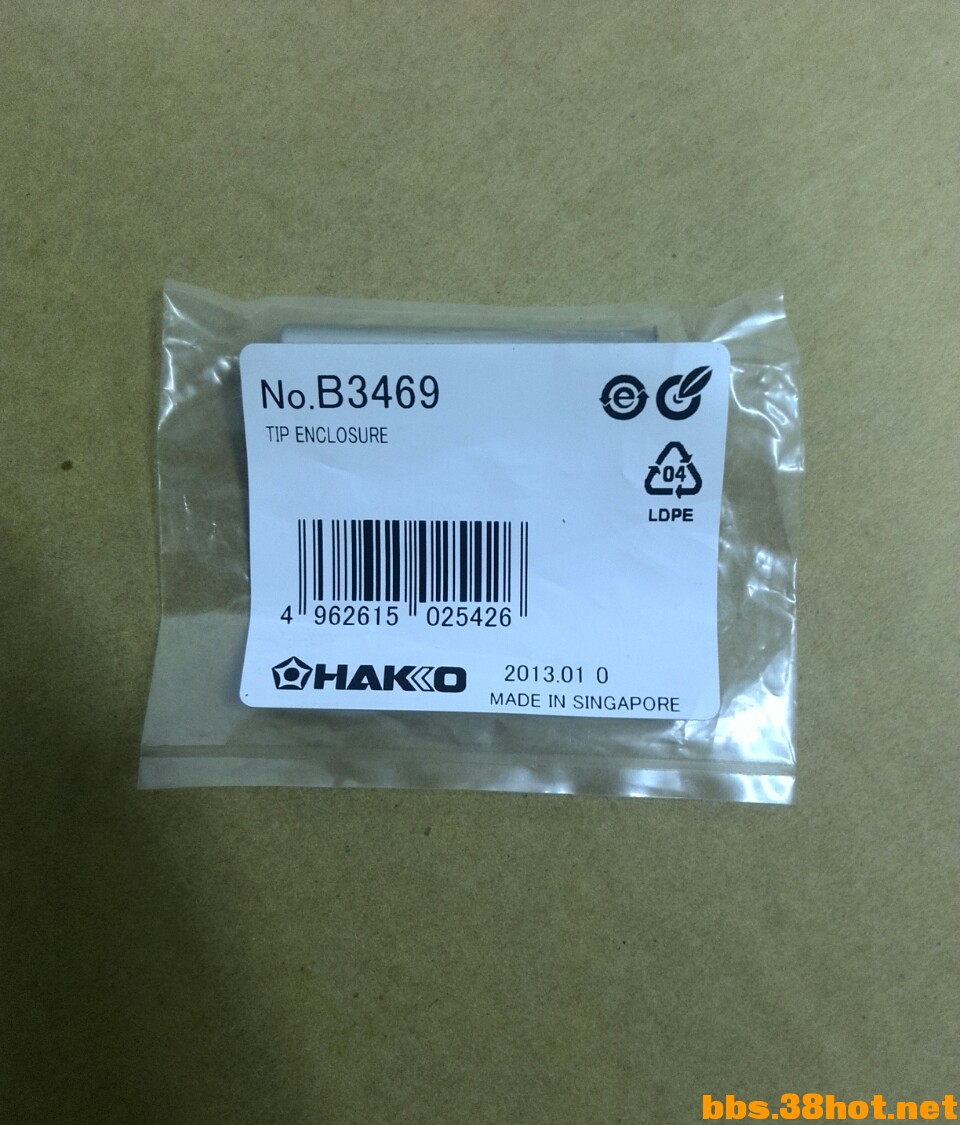 No.B3469
TIP ENCLOSURE
e
04
LDPE
4 962615 025426
HAKKO
2013.01 0
MADE IN SINGAPORE
bbs.38hot.net